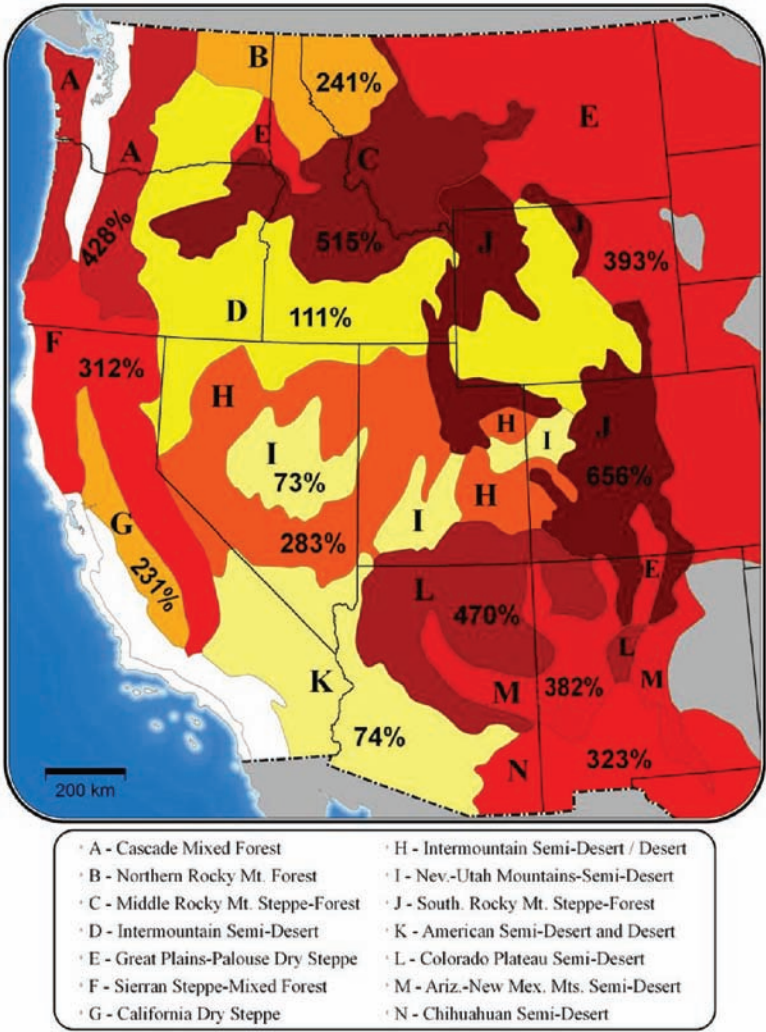 A
B
241%
E
E
A
C
428%
515%
J
J
393%
D
111%
F
312%
H
H
I
J
I
73%
656%
H
G
I
283%
231%
E
L
470%
L
K
M
382%
M
74%
N
323%
200 km
A - Cascade Mixed Forest
B - Northern Rocky Mt. Forest
C - Middle Rocky Mt. Steppe-Forest
D - Intermountain Semi-Desert
E - Great Plains-Palouse Dry Steppe
F - Sierran Steppe-Mixed Forest
G - California Dry Steppe
H - Intermountain Semi-Desert / Desert
I - Nev.-Utah Mountains-Semi-Desert
J - South. Rocky Mt. Steppe-Forest
K - American Semi-Desert and Desert
L - Colorado Plateau Semi-Desert
M - Ariz.-New Mex. Mts. Semi-Desert
N - Chihuahuan Semi-Desert